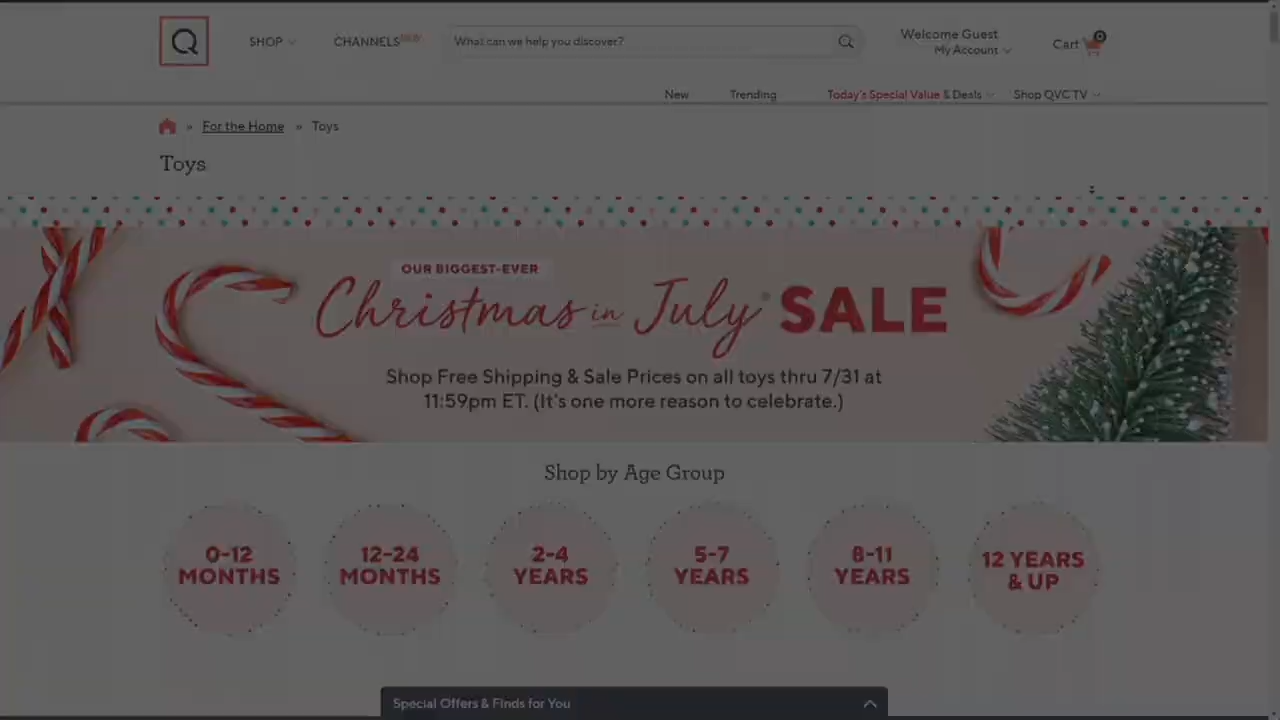 Q
SHOP
CHANNELS NEW
What can we help you discover?
Welcome Guest
My Account
Cart 0
New
Trending
Today's Special Value & Deals
Shop QVC TV
» For the Home » Toys
Toys
OUR BIGGEST-EVER
Christmas in July® SALE
Shop Free Shipping & Sale Prices on all toys thru 7/31 at
11:59pm ET. (It's one more reason to celebrate.)
Shop by Age Group
0-12
MONTHS
12-24
MONTHS
2-4
YEARS
5-7
YEARS
8-11
YEARS
12 YEARS
& UP
Special Offers & Finds for You